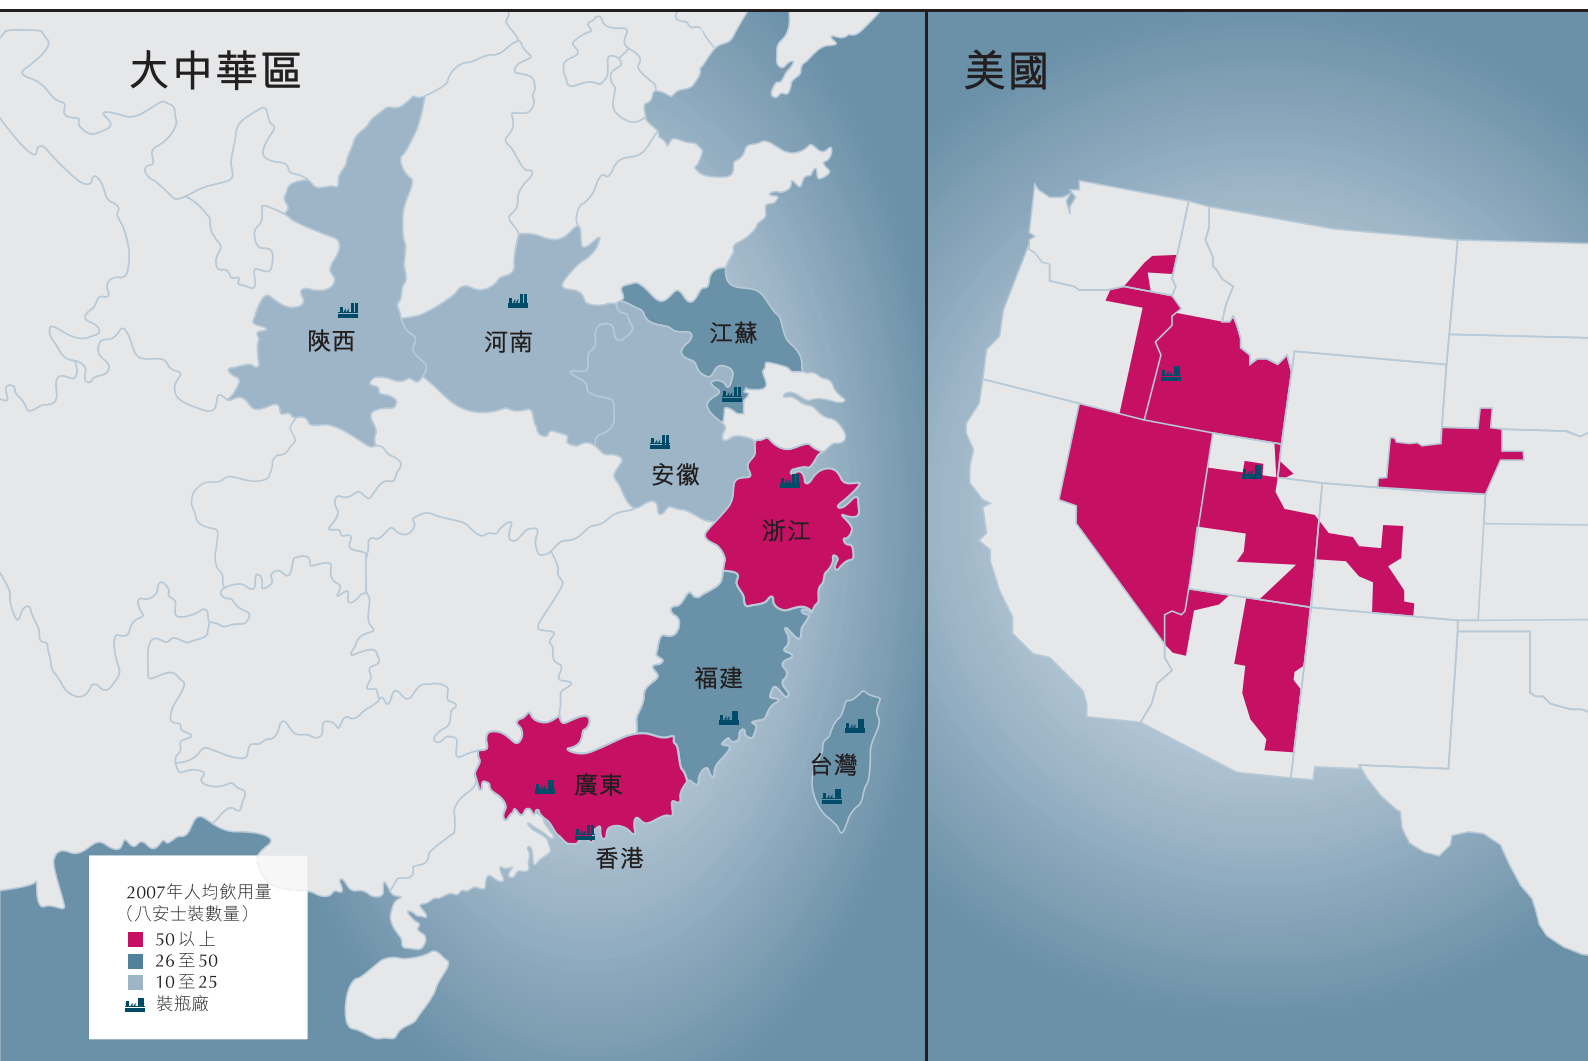 大中華區
美國
陝西
河南
江蘇
安徽
浙江
福建
台灣
廣東
香港
2007年人均飲用量
（八安士裝數量）
50以上
26至50
10至25
裝瓶廠